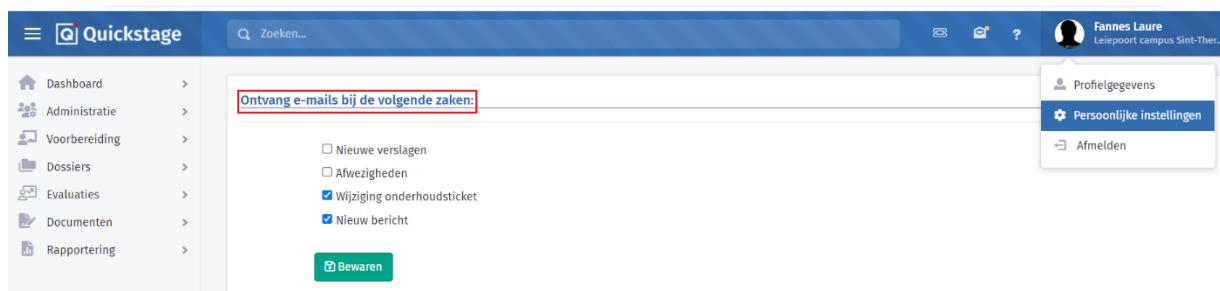 Quickstage
Zoeken...
?
Fannes Laure
Leiepoort campus Sint-Ther.
Dashboard
Administratie
Voorbereiding
Dossiers
Evaluaties
Documenten
Rapportering
Ontvang e-mails bij de volgende zaken:
Nieuwe verslagen
Afwezigheden
Wijziging onderhoudsticket
Nieuw bericht
Bewaren
Profielgegevens
Persoonlijke instellingen
Afmelden